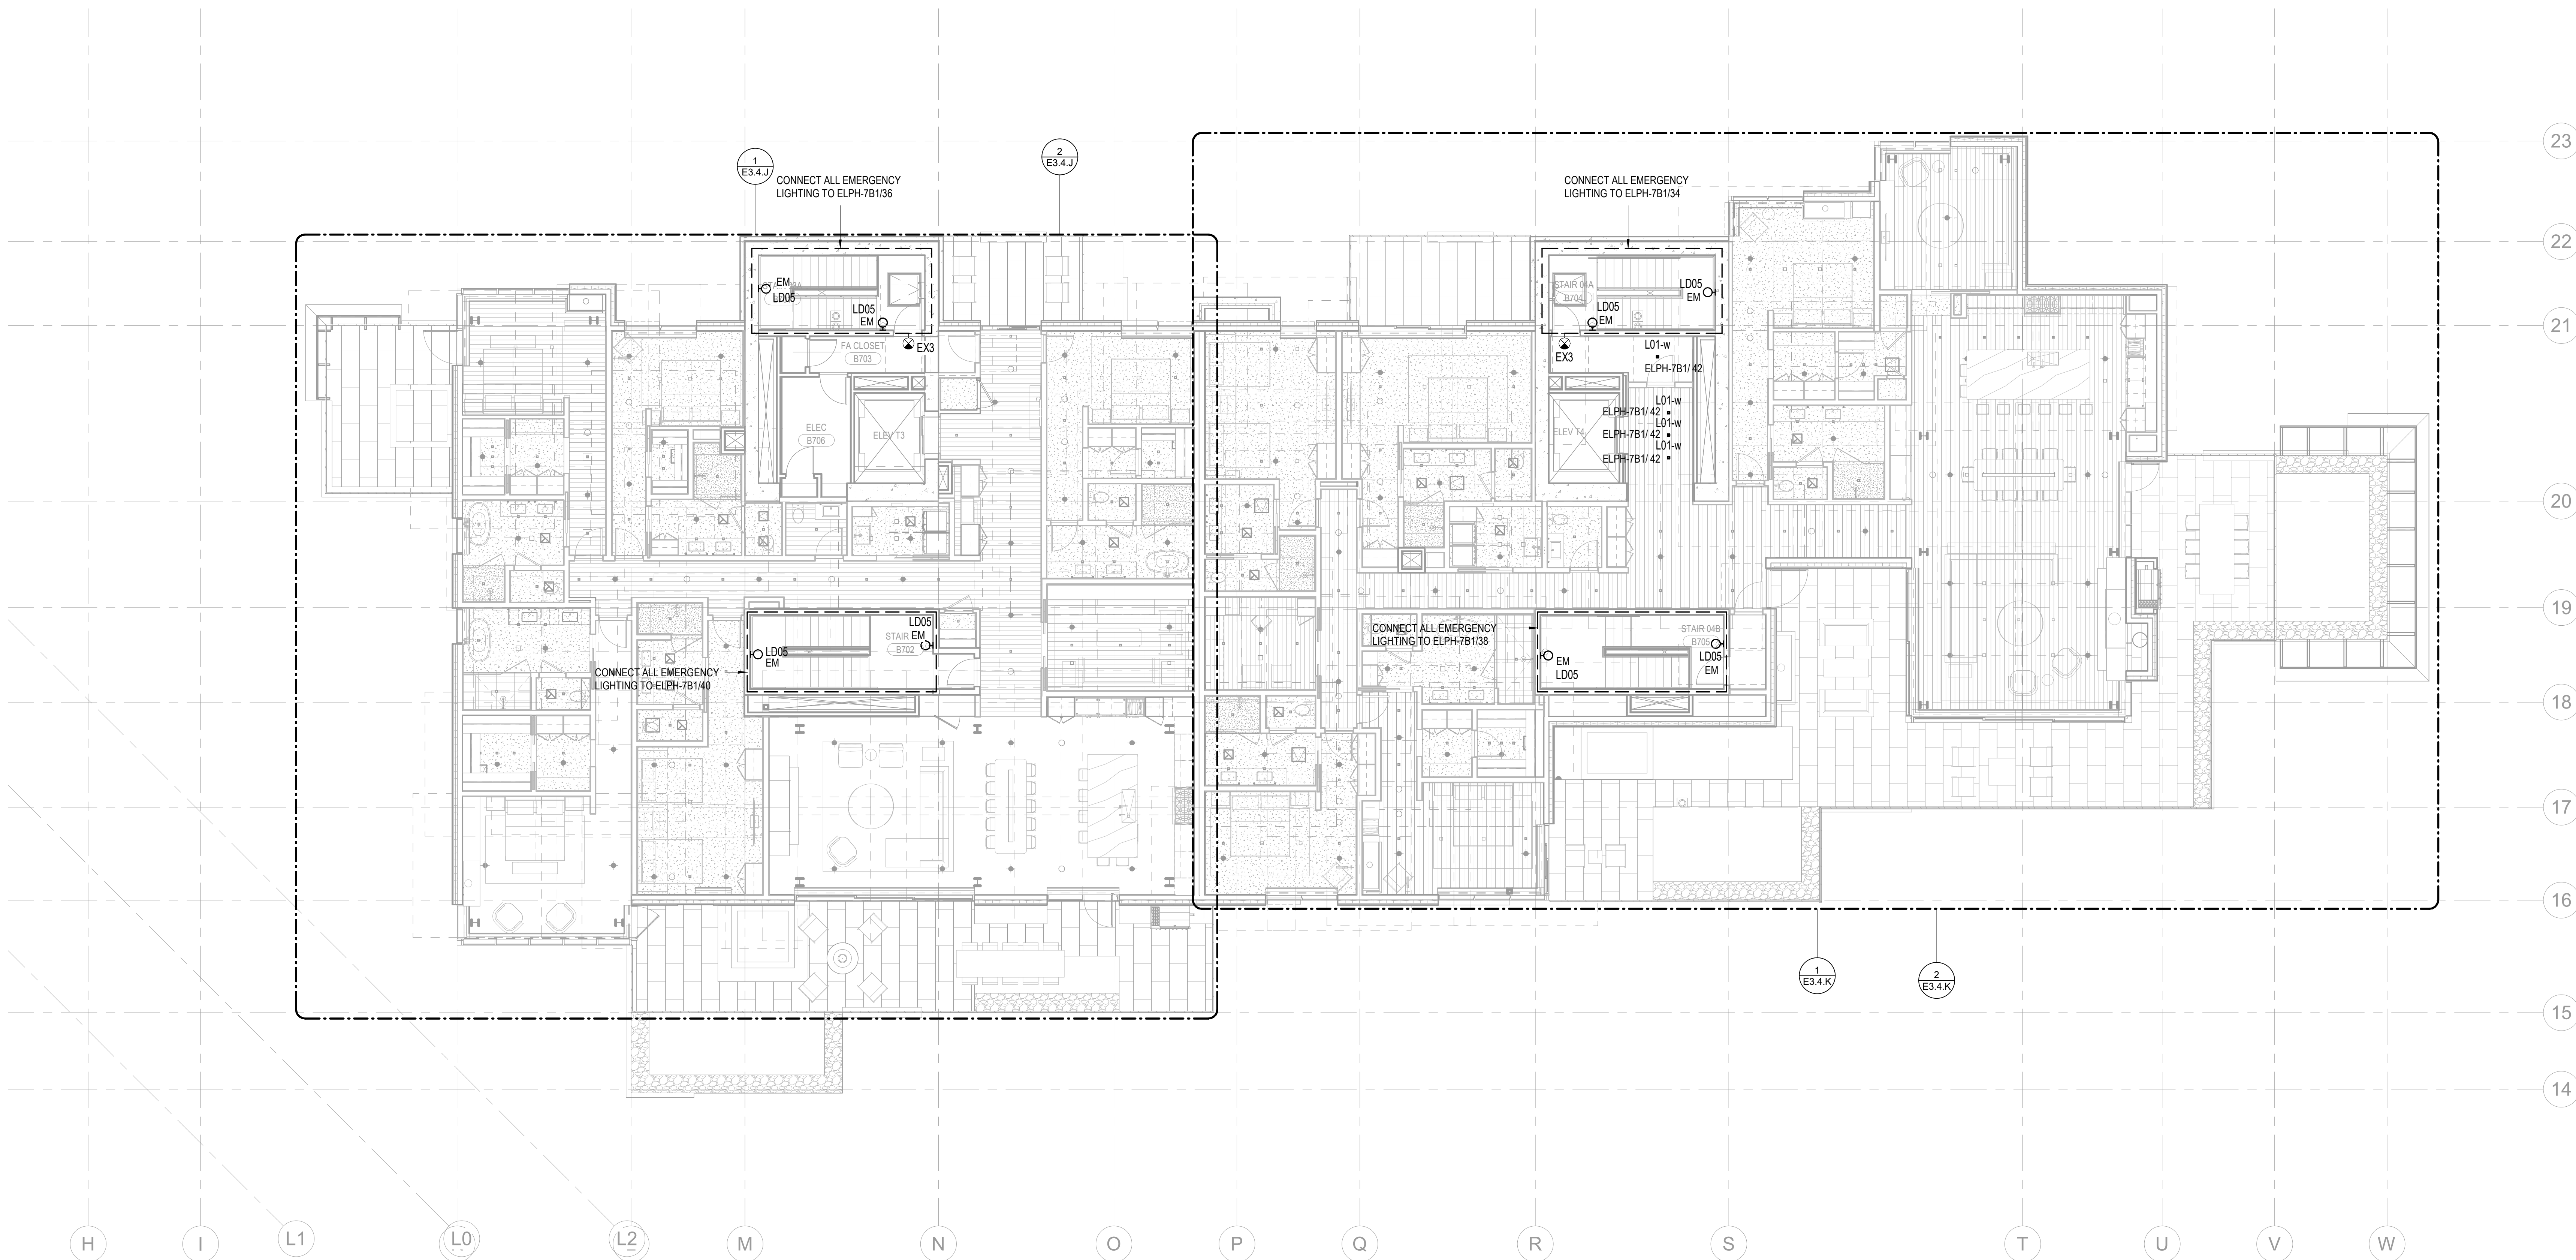 23
1
E3.4.J
2
E3.4.J
CONNECT ALL EMERGENCY
LIGHTING TO ELPH-7B1/36
CONNECT ALL EMERGENCY
LIGHTING TO ELPH-7B1/34
22
EM
LD05
LD05
EM
STAIR 04A
B704
LD05
EM
LD05
EM
21
FA CLOSET
B703
EX3
EX3
L01-w
ELPH-7B1/ 42
L01-w
ELPH-7B1/ 42
L01-w
ELPH-7B1/ 42
L01-w
ELPH-7B1/ 42
ELEC
B706
ELEV T3
ELEV T4
20
19
LD05
EM
STAIR
B702
LD05
EM
CONNECT ALL EMERGENCY
LIGHTING TO ELPH-7B1/40
CONNECT ALL EMERGENCY
LIGHTING TO ELPH-7B1/38
STAIR 04B
B705
EM
LD05
LD05
EM
18
17
16
1
E3.4.K
2
E3.4.K
15
14
H
I
L1
L0
L2
M
N
O
P
Q
R
S
T
U
V
W